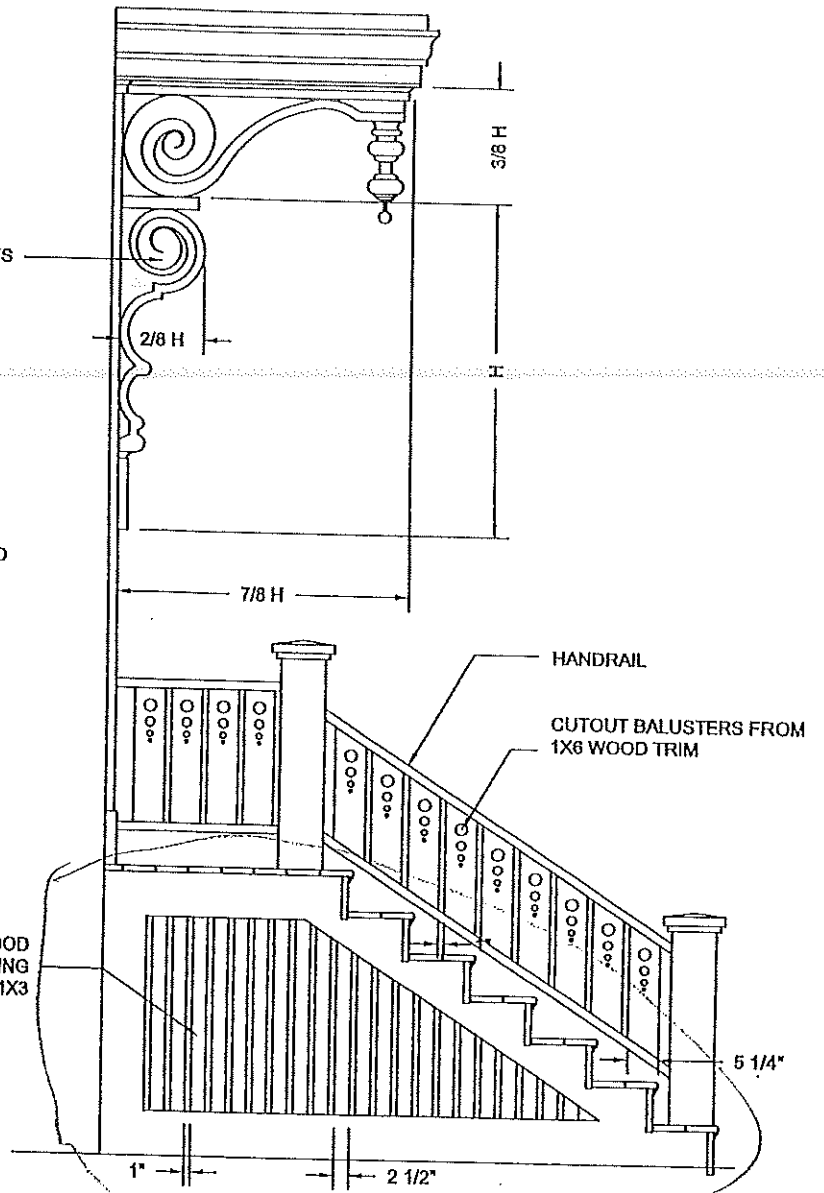 3/8 H
S
2/8 H
H
D
7/8 H
HANDRAIL
CUTOUT BALUSTERS FROM
1X6 WOOD TRIM
OOD
ING
1X3
5 1/4"
1"
2 1/2"